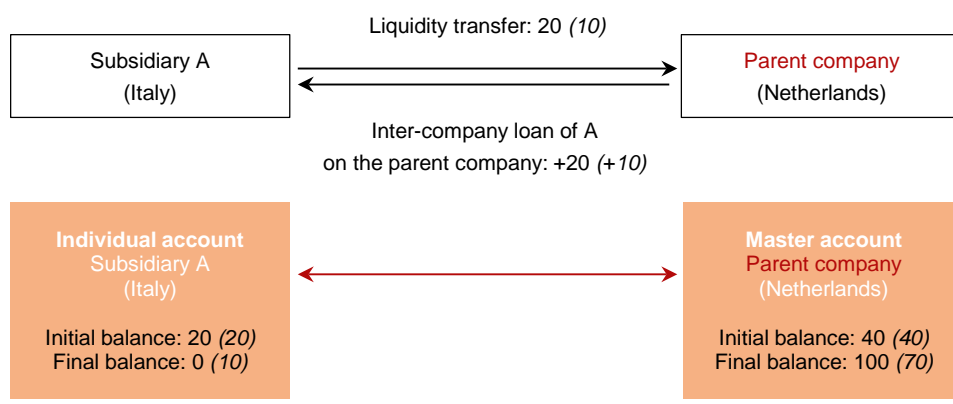 Liquidity transfer: 20 (10)
Subsidiary A
(Italy)
Parent company
(Netherlands)
Inter-company loan of A
on the parent company: +20 (+10)
Individual account
Subsidiary A
(Italy)
Initial balance: 20 (20)
Final balance: 0 (10)
Master account
Parent company
(Netherlands)
Initial balance: 40 (40)
Final balance: 100 (70)